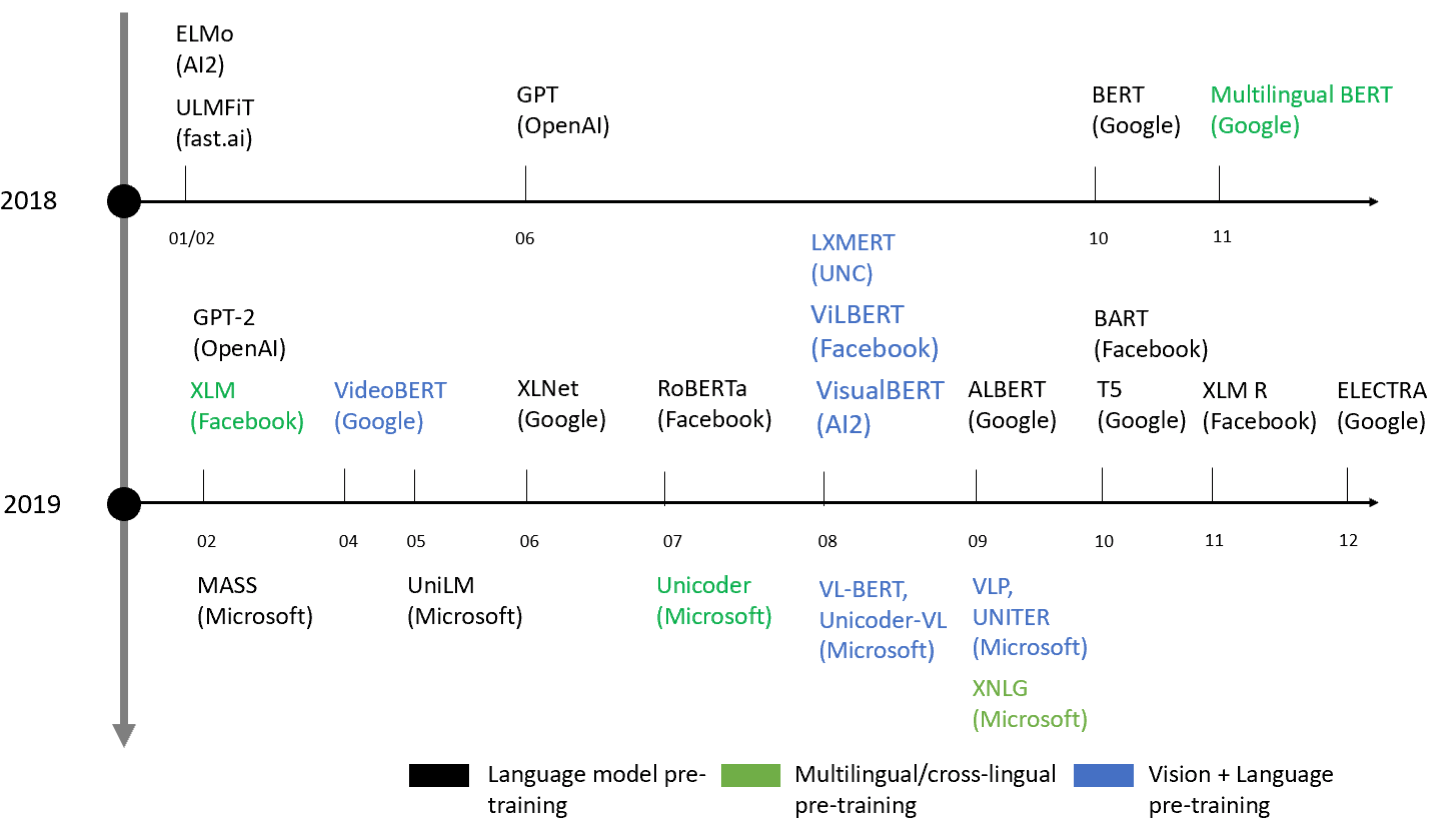 ELMo
(AI2)
ULMFiT
(fast.ai)
GPT
(OpenAI)
BERT
(Google)
Multilingual BERT
(Google)
2018
01/02
06
10
11
GPT-2
(OpenAI)
XLM
(Facebook)
VideoBERT
(Google)
XLNet
(Google)
RoBERTa
(Facebook)
LXMERT
(UNC)
ViLBERT
(Facebook)
VisualBERT
(AI2)
ALBERT
(Google)
BART
(Facebook)
T5
(Google)
XLM R
(Facebook)
ELECTRA
(Google)
2019
02
04
05
06
07
08
09
10
11
12
MASS
(Microsoft)
UniLM
(Microsoft)
Unicoder
(Microsoft)
VL-BERT,
Unicoder-VL
(Microsoft)
VLP,
UNITER
(Microsoft)
XNLG
(Microsoft)
Language model pre-
training
Multilingual/cross-lingual
pre-training
Vision + Language
pre-training